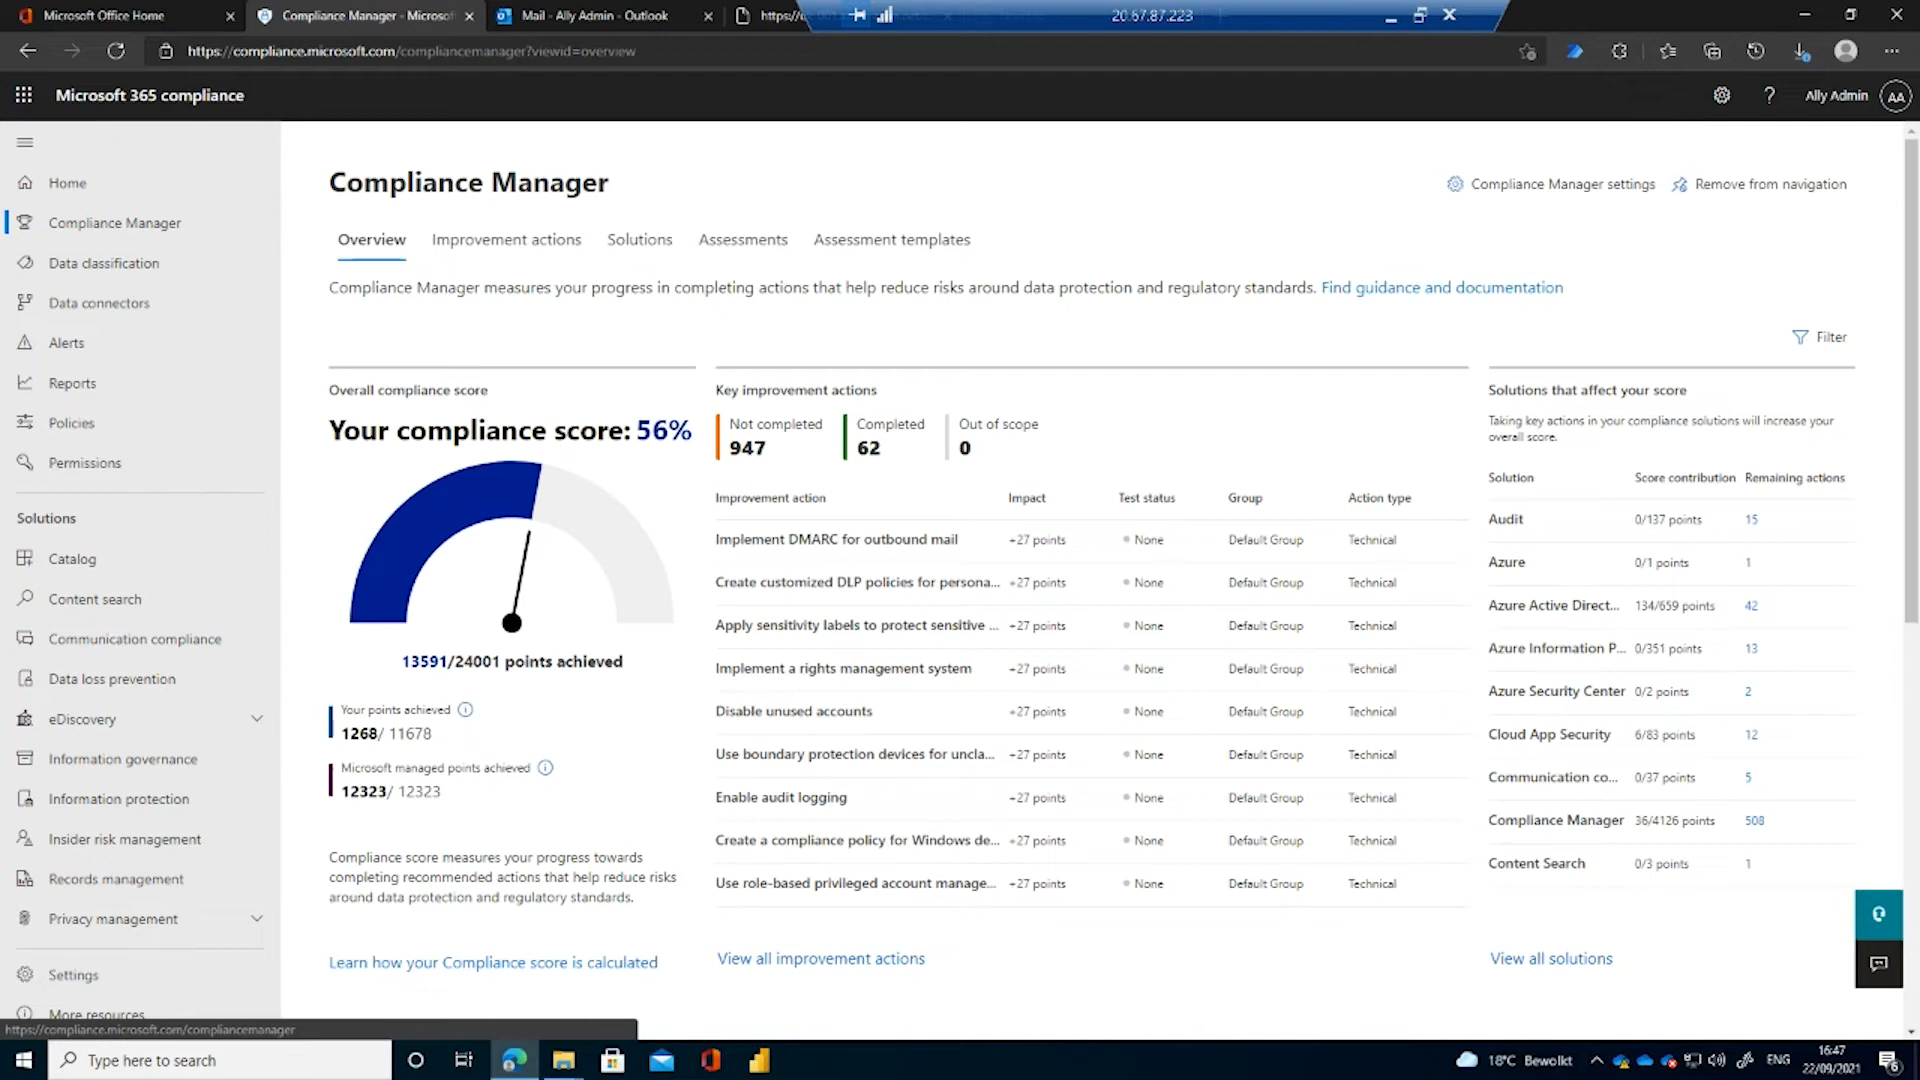 Microsoft Office Home
Compliance Manager - Microsof
Mail - Ally Admin - Outlook
20.67.87.223
https://compliance.microsoft.com/compliancemanager?viewid=overview
Microsoft 365 compliance
?
Ally Admin
AA
Home
Compliance Manager
Data classification
Data connectors
Alerts
Reports
Policies
Permissions
Solutions
Catalog
Content search
Communication compliance
Data loss prevention
eDiscovery
Information governance
Information protection
Insider risk management
Records management
Privacy management
Settings
More resources
https://compliance.microsoft.com/compliancemanager
Compliance Manager
Compliance Manager settings
Remove from navigation
Overview
Improvement actions
Solutions
Assessments
Assessment templates
Compliance Manager measures your progress in completing actions that help reduce risks around data protection and regulatory standards. Find guidance and documentation
Filter
Overall compliance score
Your compliance score: 56%
13591/24001 points achieved
Your points achieved
1268/ 11678
Microsoft managed points achieved
12323/ 12323
Compliance score measures your progress towards
completing recommended actions that help reduce risks
around data protection and regulatory standards.
Learn how your Compliance score is calculated
Key improvement actions
Not completed
947
Completed
62
Out of scope
0
Improvement action Impact Test status Group Action type
Implement DMARC for outbound mail +27 points None Default Group Technical
Create customized DLP policies for persona... +27 points None Default Group Technical
Apply sensitivity labels to protect sensitive ... +27 points None Default Group Technical
Implement a rights management system +27 points None Default Group Technical
Disable unused accounts +27 points None Default Group Technical
Use boundary protection devices for uncla... +27 points None Default Group Technical
Enable audit logging +27 points None Default Group Technical
Create a compliance policy for Windows de... +27 points None Default Group Technical
Use role-based privileged account manage... +27 points None Default Group Technical
View all improvement actions
Solutions that affect your score
Taking key actions in your compliance solutions will increase your
overall score.
Solution Score contribution Remaining actions
Audit 0/137 points 15
Azure 0/1 points 1
Azure Active Direct... 134/659 points 42
Azure Information P... 0/351 points 13
Azure Security Center 0/2 points 2
Cloud App Security 6/83 points 12
Communication co... 0/37 points 5
Compliance Manager 36/4126 points 508
Content Search 0/3 points 1
View all solutions
Type here to search
18°C Bewolkt
ENG
16:47
22/09/2021
6